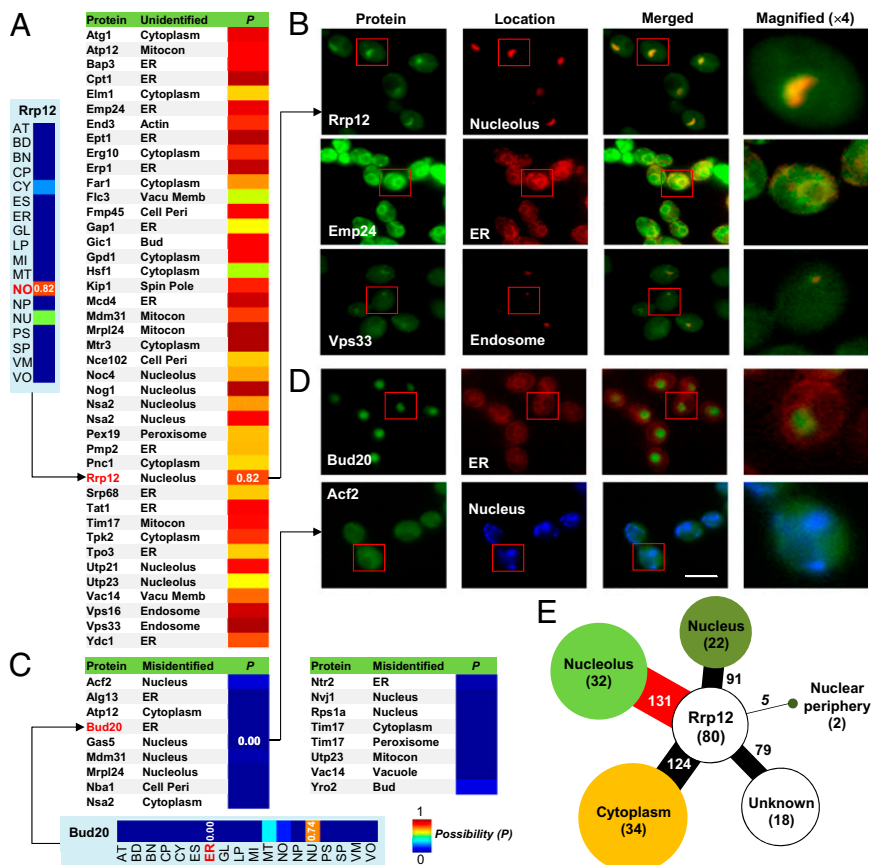 A
Protein Unidentified P
Atg1 Cytoplasm
Atp12 Mitocon
Bap3 ER
Cpt1 ER
Elm1 Cytoplasm
Emp24 ER
End3 Actin
Ept1 ER
Erg10 Cytoplasm
Erp1 ER
Far1 Cytoplasm
Flc3 Vacu Memb
Fmp45 Cell Peri
Gap1 ER
Gic1 Bud
Gpd1 Cytoplasm
Hsf1 Cytoplasm
Kip1 Spin Pole
Mcd4 ER
Mdm31 Mitocon
Mrpl24 Mitocon
Mtr3 Cytoplasm
Nce102 Cell Peri
Noc4 Nucleolus
Nog1 Nucleolus
Nsa2 Nucleolus
Nsa2 Nucleus
Pex19 Peroxisome
Pmp2 ER
Pnc1 Cytoplasm
Rrp12 Nucleolus 0.82
Srp68 ER
Tat1 ER
Tim17 Mitocon
Tpk2 Cytoplasm
Tpo3 ER
Utp21 Nucleolus
Utp23 Nucleolus
Vac14 Vacu Memb
Vps16 Endosome
Vps33 Endosome
Ydc1 ER
Rrp12
AT
BD
BN
CP
CY
ES
ER
GL
LP
MI
MT
NO 0.82
NP
NU
PS
SP
VM
VO
B
Protein Location Merged Magnified (×4)
Rrp12 Nucleolus
Emp24 ER
Vps33 Endosome
D
Bud20 ER
Acf2 Nucleus
C
Protein Misidentified P
Acf2 Nucleus
Alg13 ER
Atp12 Cytoplasm
Bud20 ER
Gas5 Nucleus 0.00
Mdm31 Nucleus
Mrpl24 Nucleolus
Nba1 Cell Peri
Nsa2 Cytoplasm
Protein Misidentified P
Ntr2 ER
Nvj1 Nucleus
Rps1a Nucleus
Tim17 Cytoplasm
Tim17 Peroxisome
Utp23 Mitocon
Vac14 Vacuole
Yro2 Bud
Bud20 0.00 0.74
AT BD BN CP CY ES ER GL LP MI MT NO NP NU PS SP VM VO
1
Possibility (P)
0
E
Nucleus
(22)
Nucleolus
(32)
91
131
5
Nuclear
periphery
(2)
Rrp12
(80)
124
79
Cytoplasm
(34)
Unknown
(18)